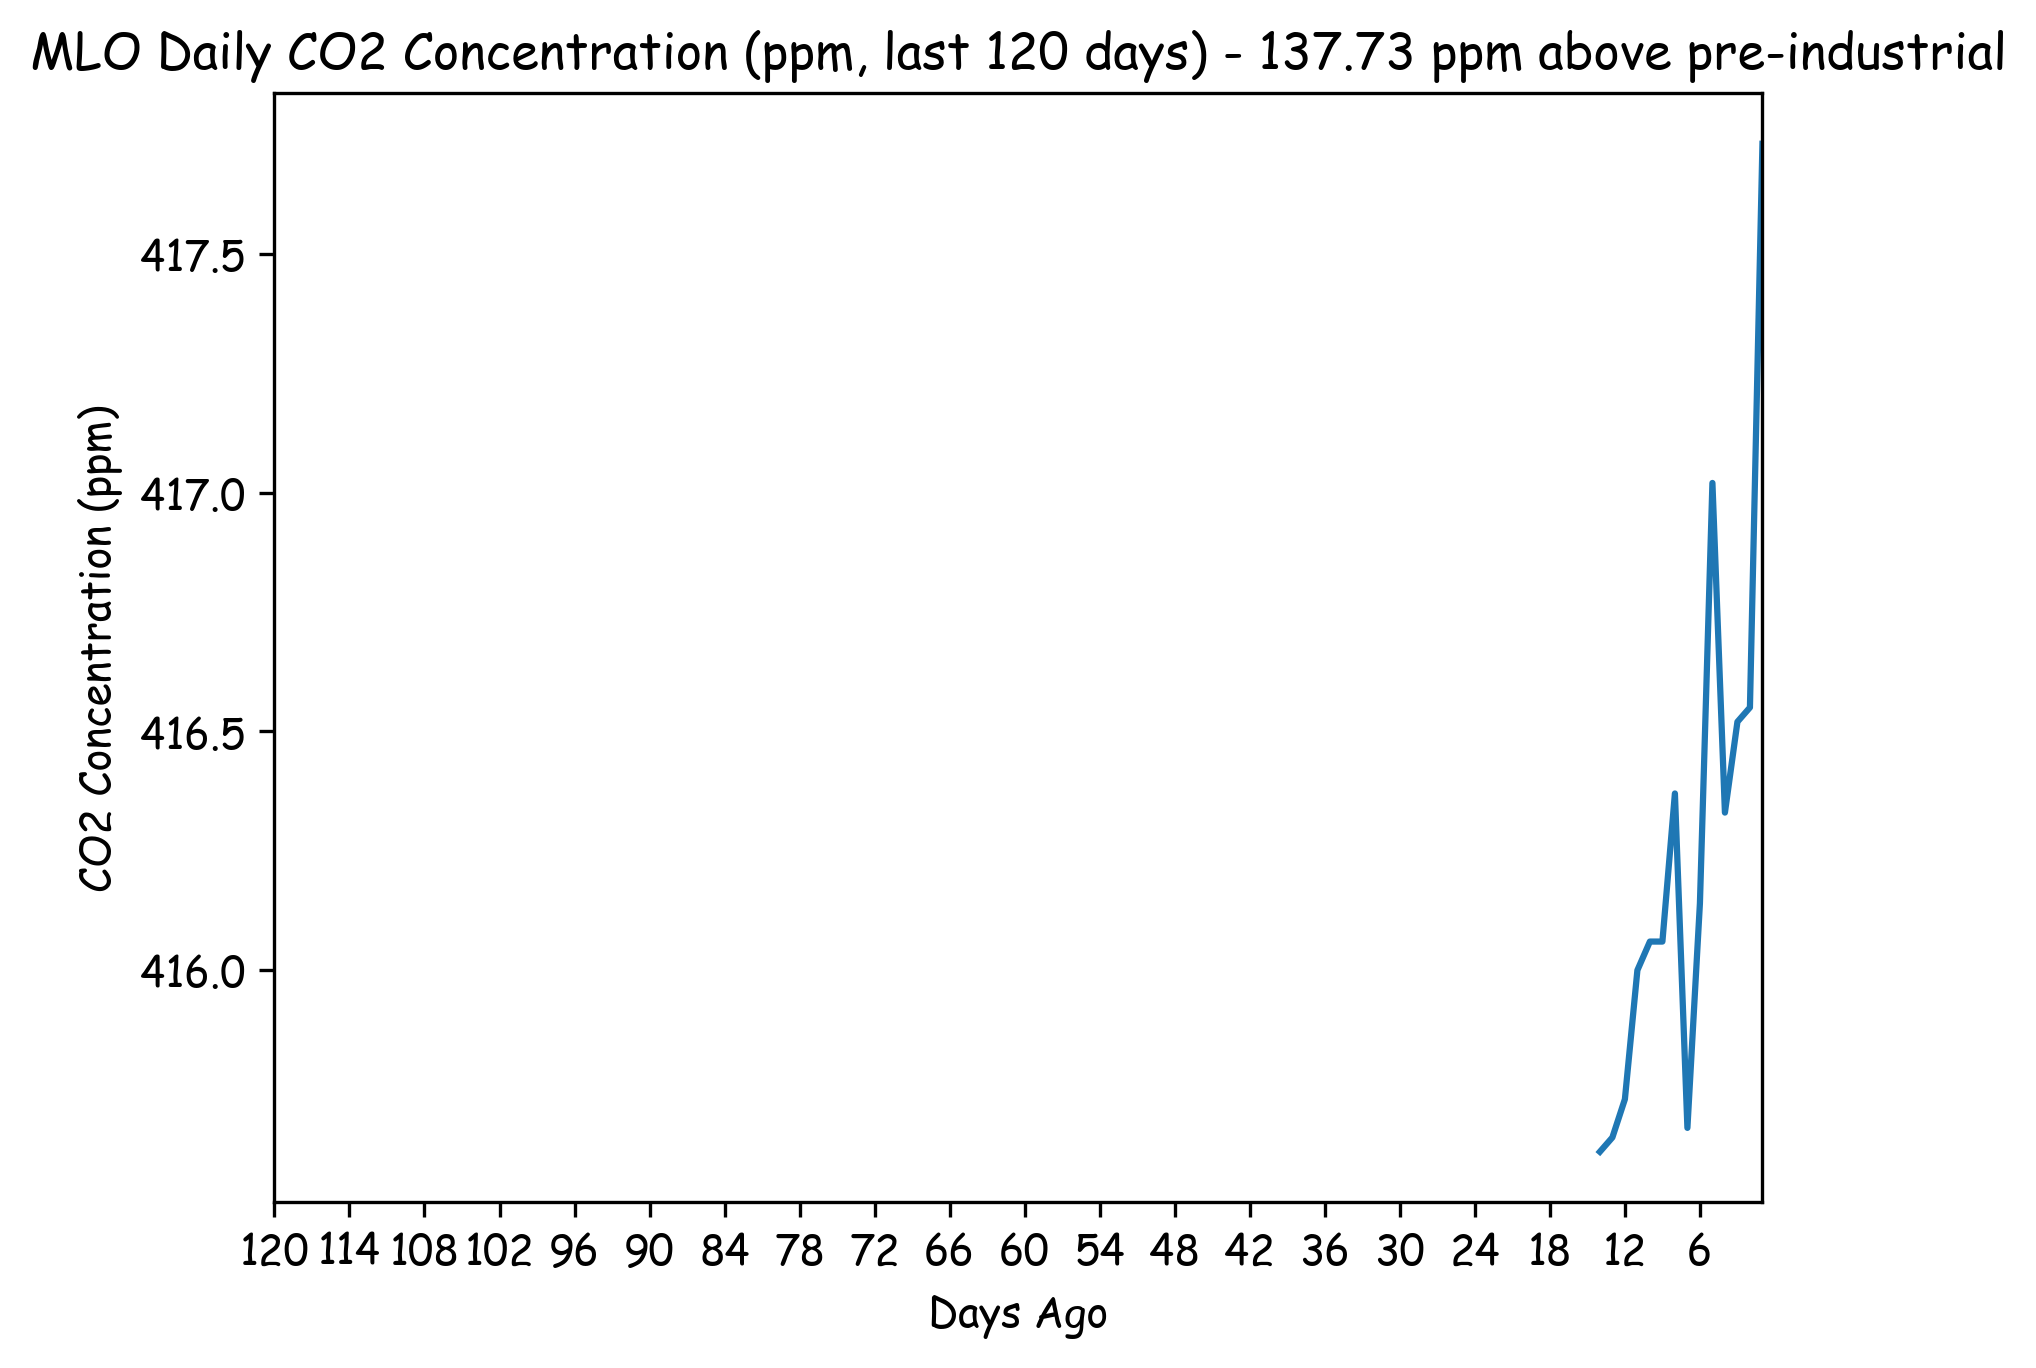 MLO Daily CO2 Concentration (ppm, last 120 days) - 137.73 ppm above pre-industrial
417.5
417.0
416.5
416.0
CO2 Concentration (ppm)
120 114 108 102 96 90 84 78 72 66 60 54 48 42 36 30 24 18 12 6
Days Ago